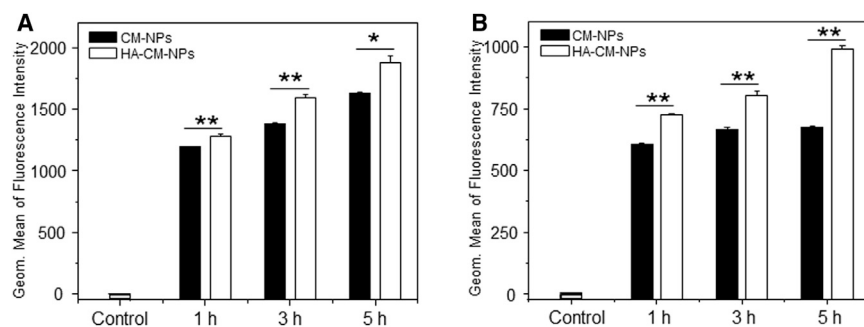 A
Geom. Mean of Fluorescence Intensity
2000
1500
1000
500
0
CM-NPs
HA-CM-NPs
**
**
*
Control 1 h 3 h 5 h
B
Geom. Mean of Fluorescence Intensity
1000
750
500
250
0
CM-NPs
HA-CM-NPs
**
**
**
Control 1 h 3 h 5 h